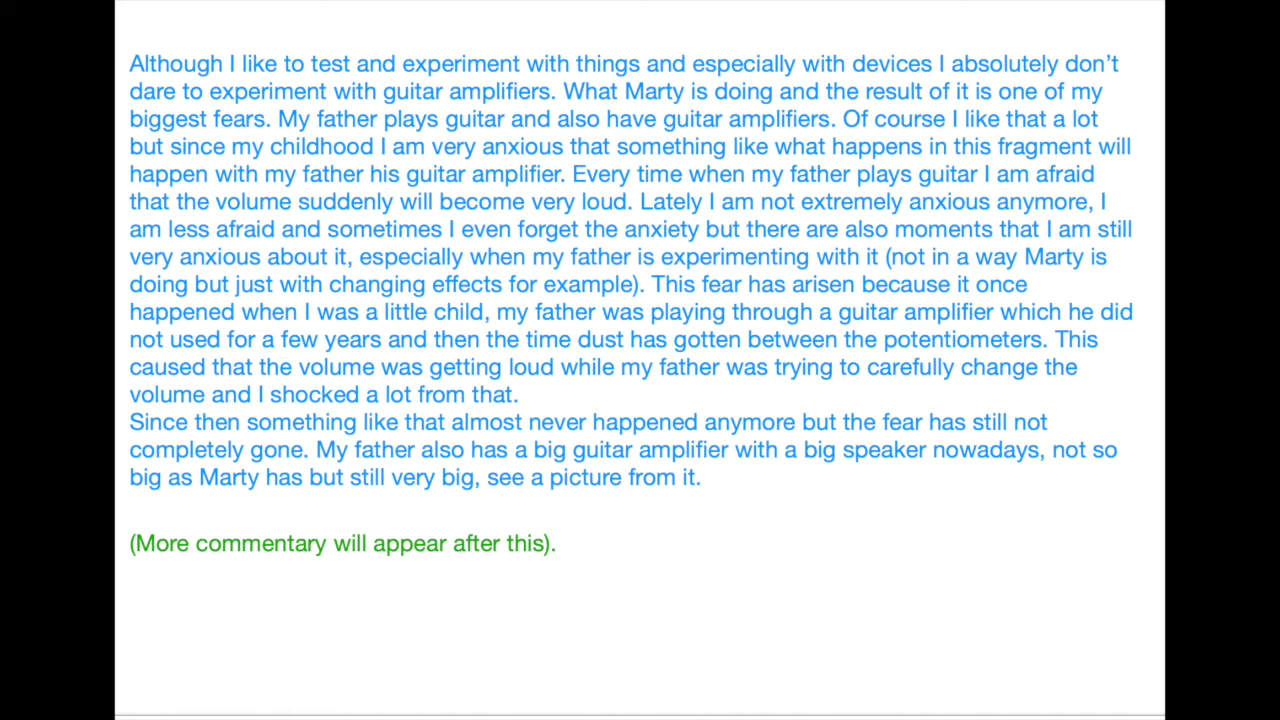 Although I like to test and experiment with things and especially with devices I absolutely don’t
dare to experiment with guitar amplifiers. What Marty is doing and the result of it is one of my
biggest fears. My father plays guitar and also have guitar amplifiers. Of course I like that a lot
but since my childhood I am very anxious that something like what happens in this fragment will
happen with my father his guitar amplifier. Every time when my father plays guitar I am afraid
that the volume suddenly will become very loud. Lately I am not extremely anxious anymore, I
am less afraid and sometimes I even forget the anxiety but there are also moments that I am still
very anxious about it, especially when my father is experimenting with it (not in a way Marty is
doing but just with changing effects for example). This fear has arisen because it once
happened when I was a little child, my father was playing through a guitar amplifier which he did
not used for a few years and then the time dust has gotten between the potentiometers. This
caused that the volume was getting loud while my father was trying to carefully change the
volume and I shocked a lot from that.
Since then something like that almost never happened anymore but the fear has still not
completely gone. My father also has a big guitar amplifier with a big speaker nowadays, not so
big as Marty has but still very big, see a picture from it.
(More commentary will appear after this).